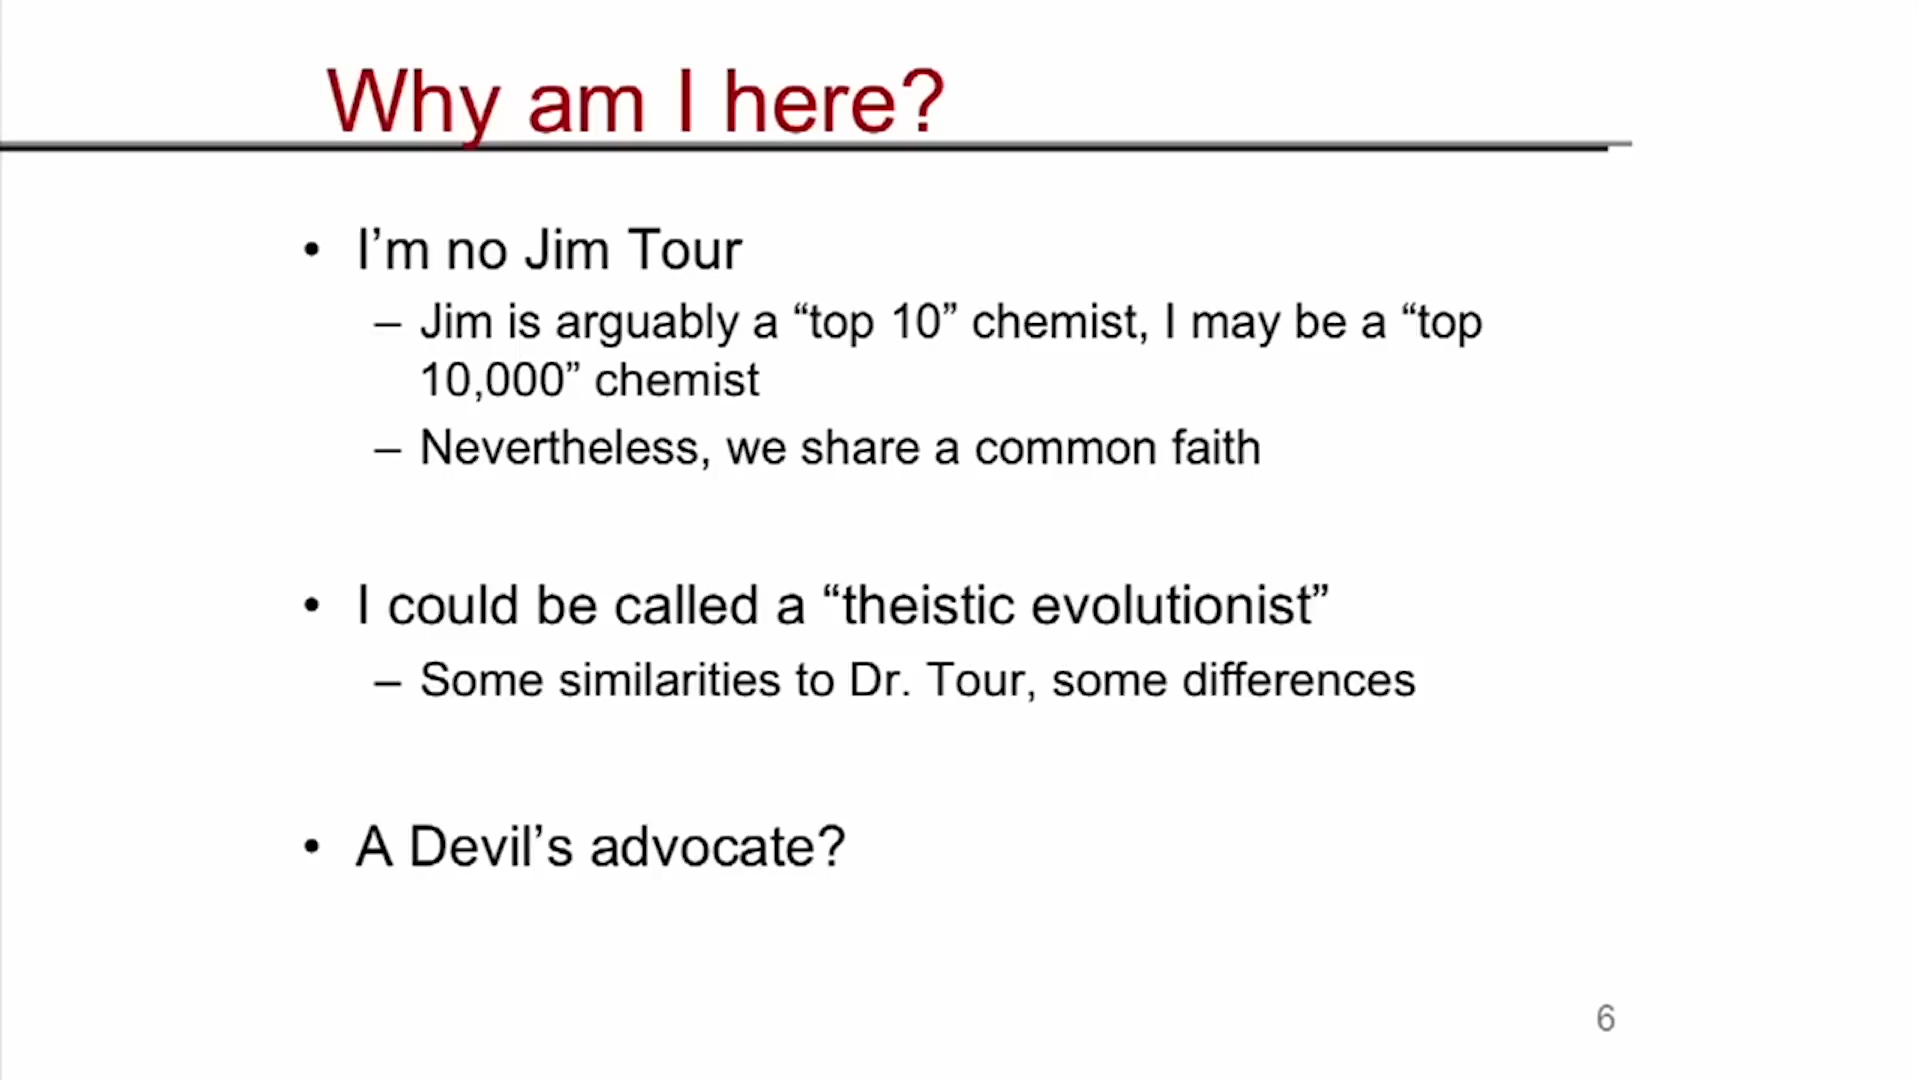 Why am I here?
• I’m no Jim Tour
– Jim is arguably a “top 10” chemist, I may be a “top
10,000” chemist
– Nevertheless, we share a common faith
• I could be called a “theistic evolutionist”
– Some similarities to Dr. Tour, some differences
• A Devil’s advocate?
6